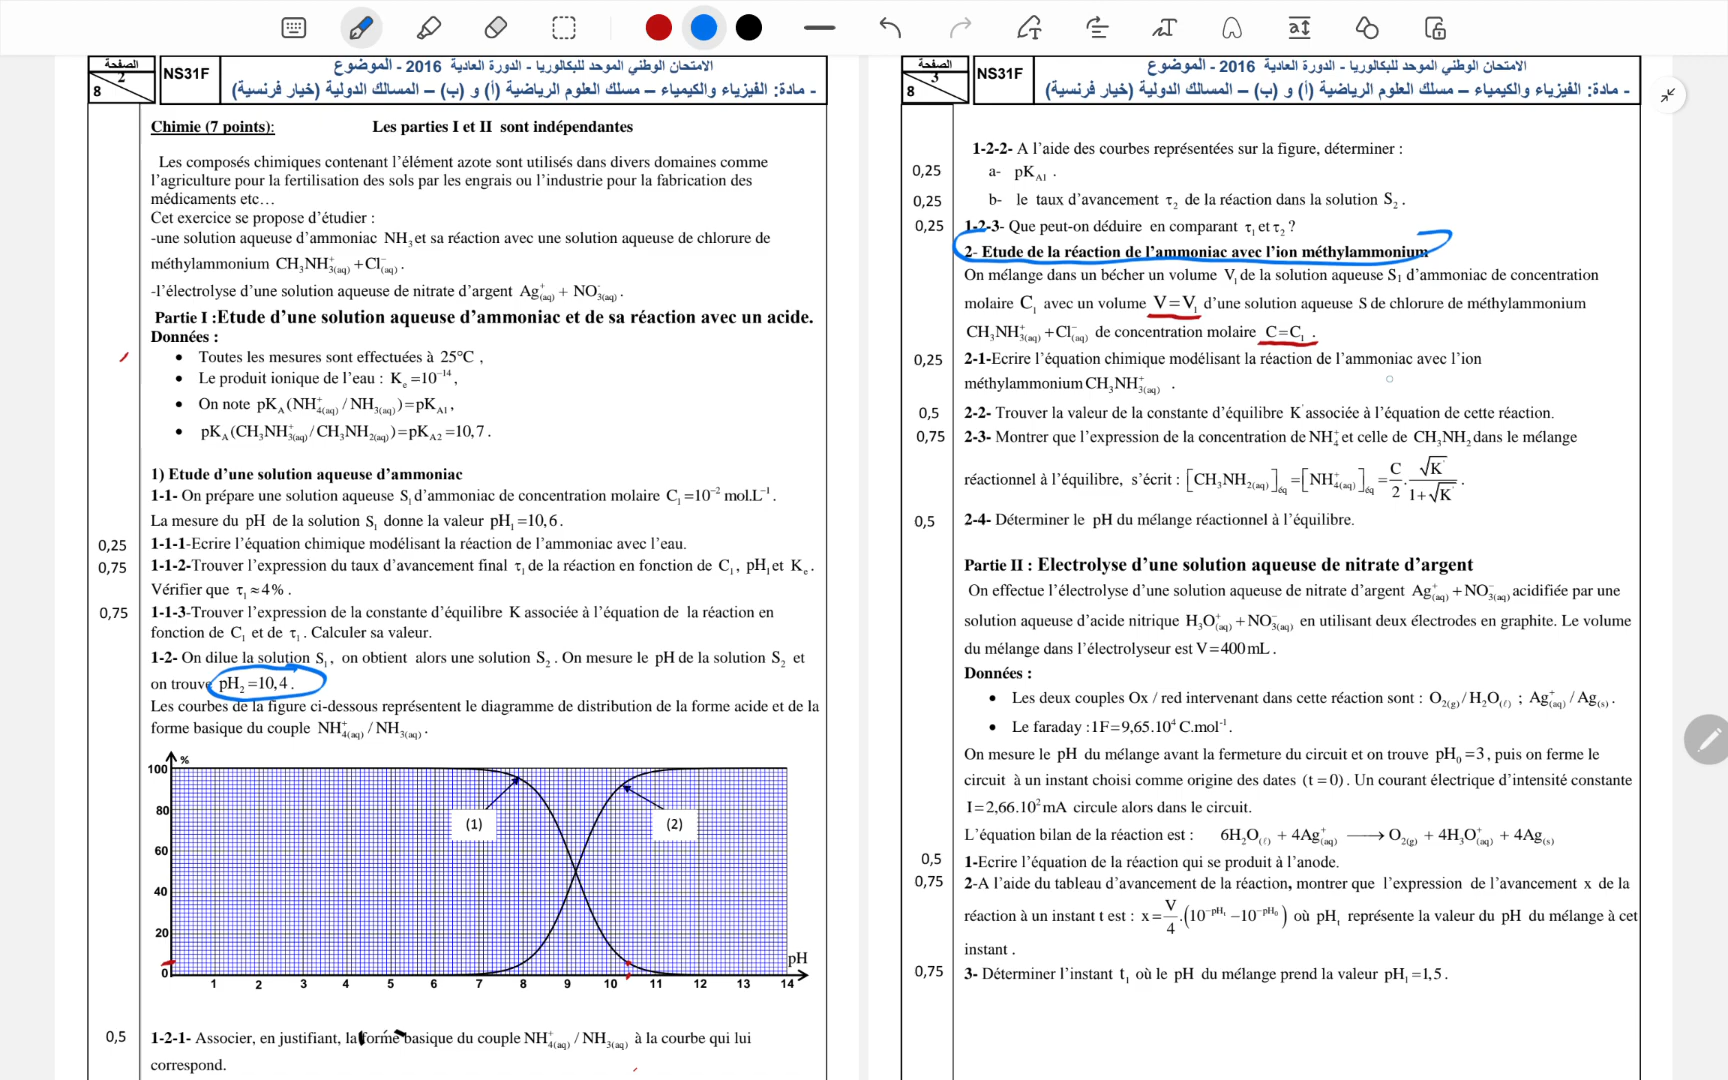 الصفحة
2
8
NS31F
الامتحان الوطني الموحد للبكالوريا - الدورة العادية 2016 - الموضوع
- مادة: الفيزياء والكيمياء – مسلك العلوم الرياضية (أ) و (ب) – المسالك الدولية (خيار فرنسية)
Chimie (7 points): Les parties I et II sont indépendantes
Les composés chimiques contenant l'élément azote sont utilisés dans divers domaines comme
l'agriculture pour la fertilisation des sols par les engrais ou l'industrie pour la fabrication des
médicaments etc…
Cet exercice se propose d'étudier :
-une solution aqueuse d'ammoniac NH₃ et sa réaction avec une solution aqueuse de chlorure de
méthylammonium CH₃NH₃⁺(aq) + Cl⁻(aq) .
-l'électrolyse d'une solution aqueuse de nitrate d'argent Ag⁺(aq) + NO₃⁻(aq) .
Partie I :Etude d'une solution aqueuse d'ammoniac et de sa réaction avec un acide.
Données :
• Toutes les mesures sont effectuées à 25°C ,
• Le produit ionique de l'eau : Kₑ =10⁻¹⁴ ,
• On note pK_A(NH₄⁺(aq) / NH₃(aq))=pK_A1 ,
• pK_A(CH₃NH₃⁺(aq) / CH₃NH₂(aq))=pK_A2 =10,7 .
1) Etude d'une solution aqueuse d'ammoniac
1-1- On prépare une solution aqueuse S₁ d'ammoniac de concentration molaire C₁ =10⁻² mol.L⁻¹ .
La mesure du pH de la solution S₁ donne la valeur pH₁ =10,6 .
0,25 1-1-1-Ecrire l'équation chimique modélisant la réaction de l'ammoniac avec l'eau.
0,75 1-1-2-Trouver l'expression du taux d'avancement final τ₁ de la réaction en fonction de C₁ , pH₁ et Kₑ .
Vérifier que τ₁ ≈ 4% .
0,75 1-1-3-Trouver l'expression de la constante d'équilibre K associée à l'équation de la réaction en
fonction de C₁ et de τ₁ . Calculer sa valeur.
1-2- On dilue la solution S₁ , on obtient alors une solution S₂ . On mesure le pH de la solution S₂ et
on trouve pH₂ =10,4 .
Les courbes de la figure ci-dessous représentent le diagramme de distribution de la forme acide et de la
forme basique du couple NH₄⁺(aq) / NH₃(aq) .
%
100
80
60
40
20
0
(1)
(2)
pH
1 2 3 4 5 6 7 8 9 10 11 12 13 14
0,5 1-2-1- Associer, en justifiant, la forme basique du couple NH₄⁺(aq) / NH₃(aq) à la courbe qui lui
correspond.
الصفحة
3
8
NS31F
الامتحان الوطني الموحد للبكالوريا - الدورة العادية 2016 - الموضوع
- مادة: الفيزياء والكيمياء – مسلك العلوم الرياضية (أ) و (ب) – المسالك الدولية (خيار فرنسية)
1-2-2- A l'aide des courbes représentées sur la figure, déterminer :
0,25 a- pK_A1 .
0,25 b- le taux d'avancement τ₂ de la réaction dans la solution S₂ .
0,25 1-2-3- Que peut-on déduire en comparant τ₁ et τ₂ ?
2- Etude de la réaction de l'ammoniac avec l'ion méthylammonium
On mélange dans un bécher un volume V₁ de la solution aqueuse S₁ d'ammoniac de concentration
molaire C₁ avec un volume V=V₁ d'une solution aqueuse S de chlorure de méthylammonium
CH₃NH₃⁺(aq) + Cl⁻(aq) de concentration molaire C=C₁ .
0,25 2-1-Ecrire l'équation chimique modélisant la réaction de l'ammoniac avec l'ion
méthylammonium CH₃NH₃⁺(aq) .
0,5 2-2- Trouver la valeur de la constante d'équilibre K' associée à l'équation de cette réaction.
0,75 2-3- Montrer que l'expression de la concentration de NH₄⁺ et celle de CH₃NH₂ dans le mélange
réactionnel à l'équilibre, s'écrit : [CH₃NH₂(aq)]éq =[NH₄⁺(aq)]éq = C/2 . √K'/(1+√K') .
0,5 2-4- Déterminer le pH du mélange réactionnel à l'équilibre.
Partie II : Electrolyse d'une solution aqueuse de nitrate d'argent
On effectue l'électrolyse d'une solution aqueuse de nitrate d'argent Ag⁺(aq) + NO₃⁻(aq) acidifiée par une
solution aqueuse d'acide nitrique H₃O⁺(aq) + NO₃⁻(aq) en utilisant deux électrodes en graphite. Le volume
du mélange dans l'électrolyseur est V=400mL .
Données :
• Les deux couples Ox / red intervenant dans cette réaction sont : O₂(g) / H₂O(ℓ) ; Ag⁺(aq) / Ag(s) .
• Le faraday :1F=9,65.10⁴ C.mol⁻¹ .
On mesure le pH du mélange avant la fermeture du circuit et on trouve pH₀ =3 , puis on ferme le
circuit à un instant choisi comme origine des dates (t = 0) . Un courant électrique d'intensité constante
I=2,66.10² mA circule alors dans le circuit.
L'équation bilan de la réaction est : 6H₂O(ℓ) + 4Ag⁺(aq) ⟶ O₂(g) + 4H₃O⁺(aq) + 4Ag(s)
0,5 1-Ecrire l'équation de la réaction qui se produit à l'anode.
0,75 2-A l'aide du tableau d'avancement de la réaction, montrer que l'expression de l'avancement x de la
réaction à un instant t est : x = V/4 .(10^-pHₜ −10^-pH₀) où pHₜ représente la valeur du pH du mélange à cet
instant .
0,75 3- Déterminer l'instant t₁ où le pH du mélange prend la valeur pH₁ =1,5 .